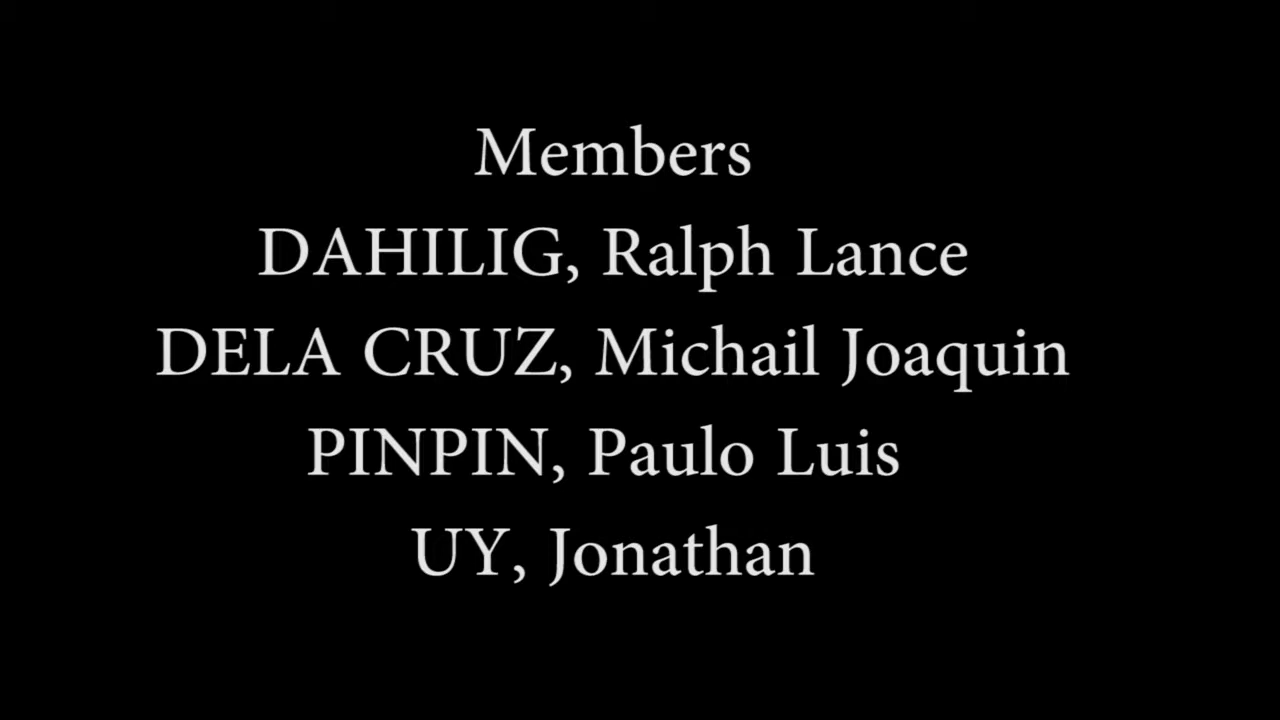 Members
DAHILIG, Ralph Lance
DELA CRUZ, Michail Joaquin
PINPIN, Paulo Luis
UY, Jonathan